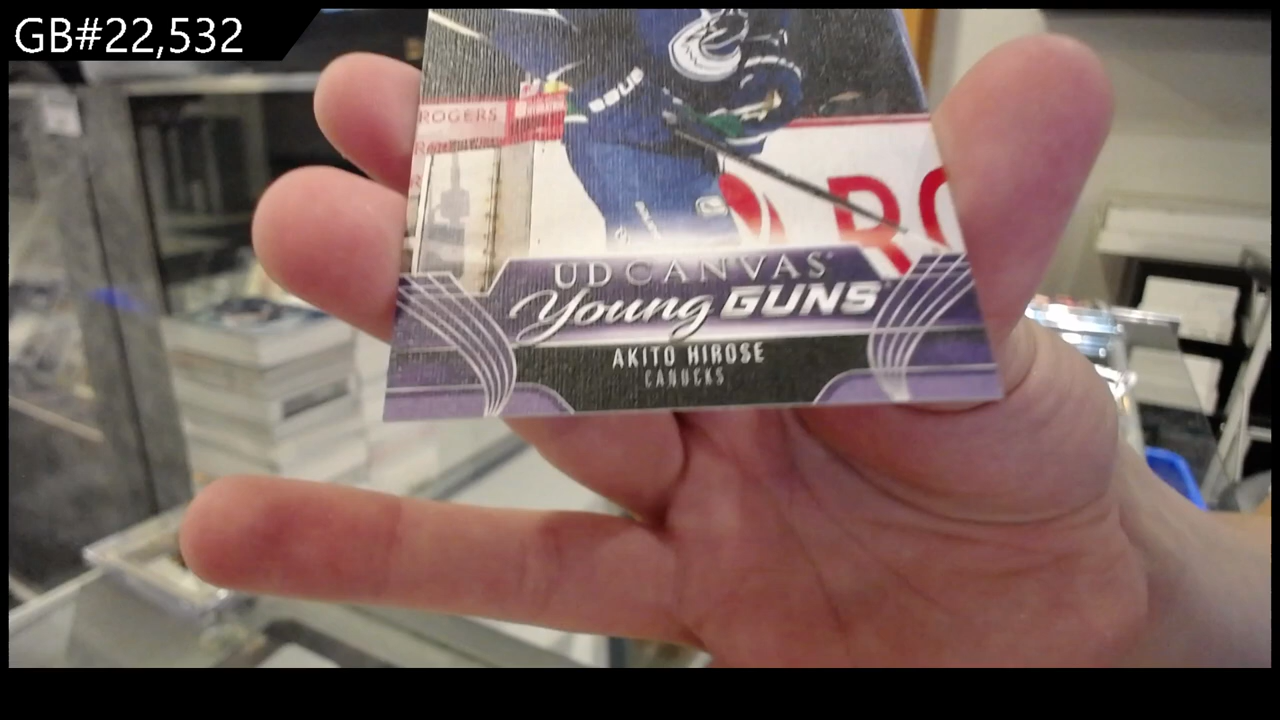 GB#22,532
ROGERS
RO
UD CANVAS
Young GUNS
AKITO HIROSE
CANUCKS